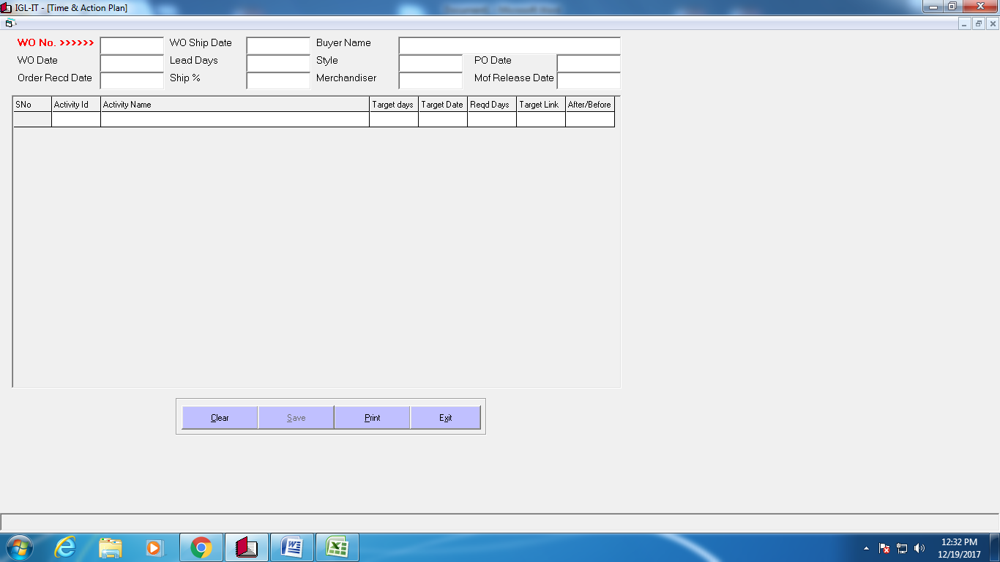 IGL-IT - [Time & Action Plan]
WO No. >>>>>> WO Ship Date Buyer Name
WO Date Lead Days Style PO Date
Order Recd Date Ship % Merchandiser Mof Release Date
SNo Activity Id Activity Name Target days Target Date Reqd Days Target Link After/Before
Clear Save Print Exit
12:32 PM
12/19/2017